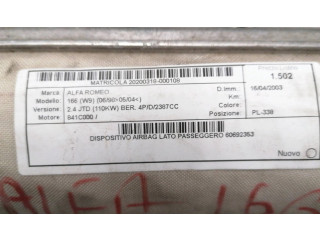 MATRICOLA 20200318-000109
Marca ALFA ROMEO
Modello: 166 (W9) (06/98>05/04<)
Versione: 2.4 JTD (110KW) BER. 4P/D/2387CC
Motore 841C000 /
1.502
D.Imm. 16/04/2003
Km.
Colore:
Posizione: PL-339
DISPOSITIVO AIRBAG LATO PASSEGGERO 60692363
Nuovo
ALFA 166